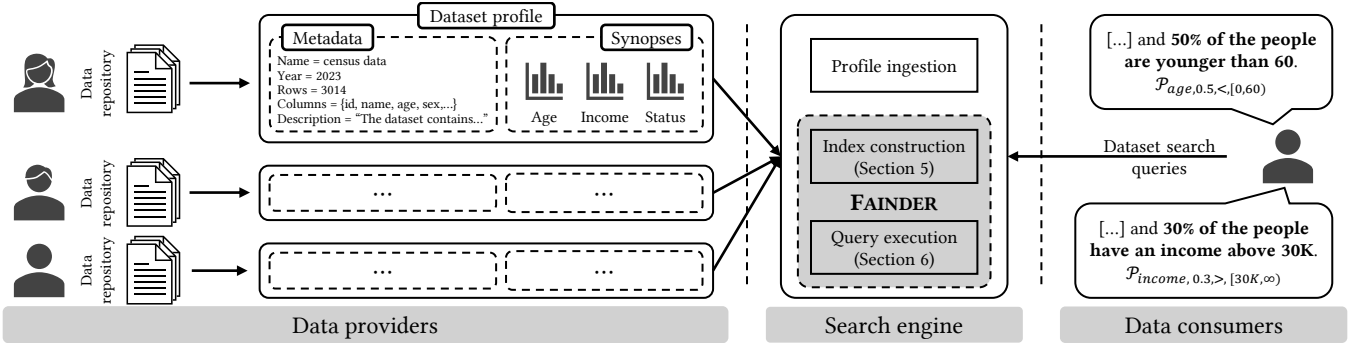 Dataset profile
Data
repository
Metadata
Name = census data
Year = 2023
Rows = 3014
Columns = {id, name, age, sex,...}
Description = “The dataset contains...”
Synopses
Age
Income
Status
Data
repository
...
...
Data
repository
...
...
Data providers
Profile ingestion
Index construction
(Section 5)
FAINDER
Query execution
(Section 6)
Search engine
[...] and 50% of the people
are younger than 60.
𝒫age,0.5,<,[0,60)
Dataset search
queries
[...] and 30% of the people
have an income above 30K.
𝒫income, 0.3,>, [30K,∞)
Data consumers